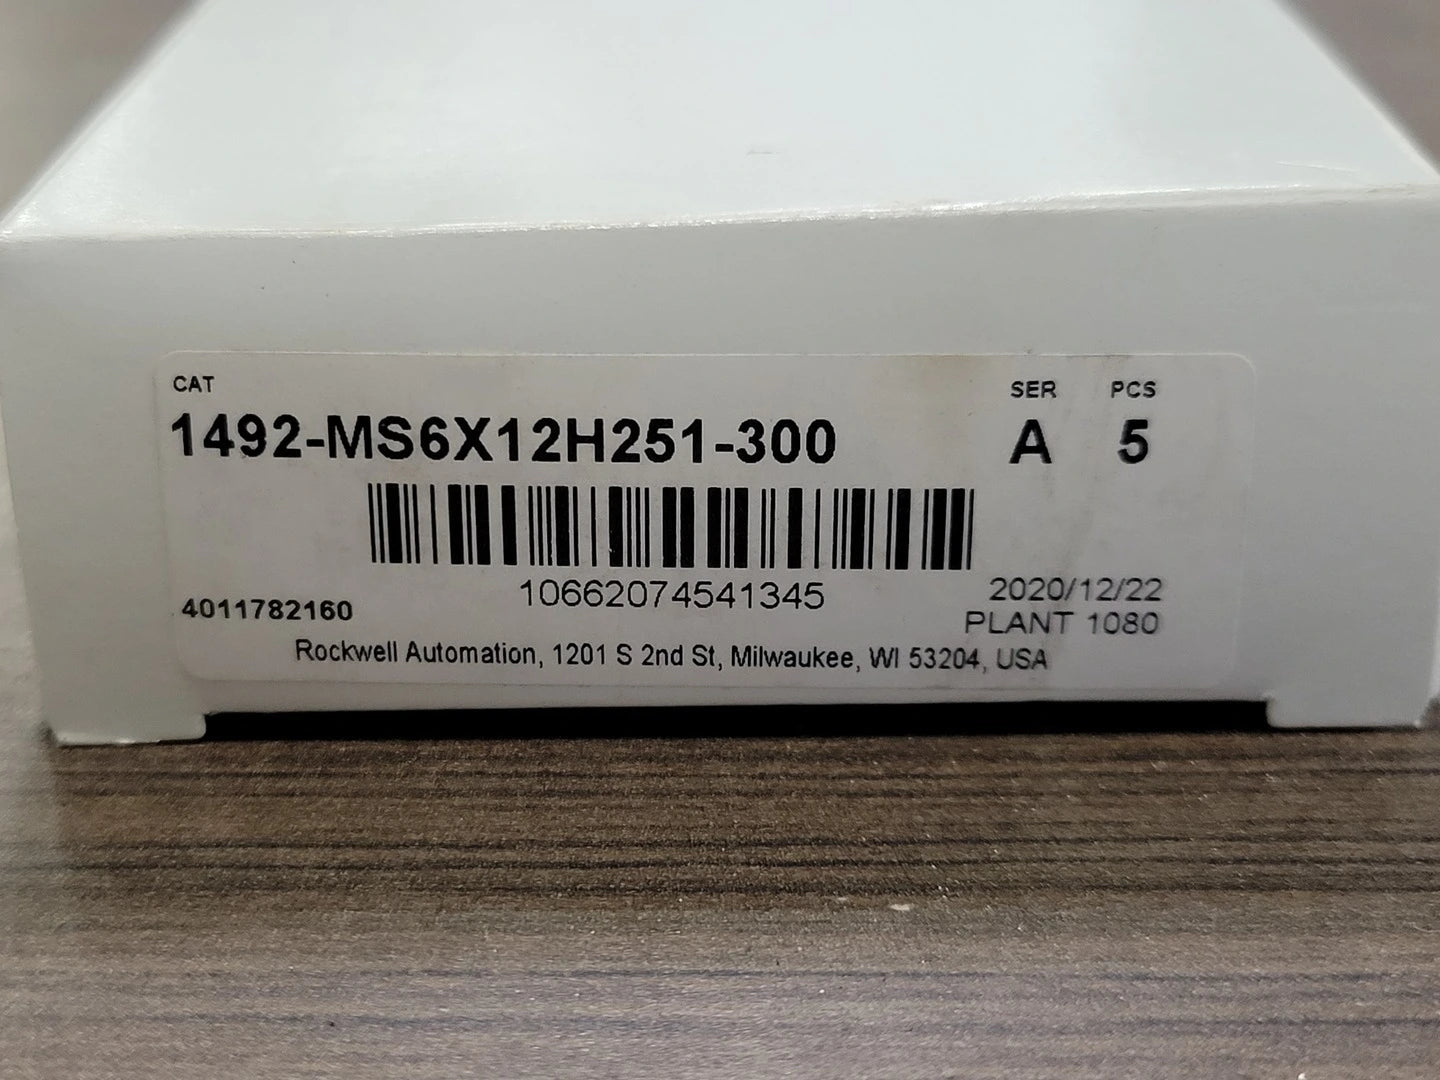 CAT SER PCS
1492-MS6X12H251-300 A 5
10662074541345 2020/12/22
4011782160 PLANT 1080
Rockwell Automation, 1201 S 2nd St, Milwaukee, WI 53204, USA